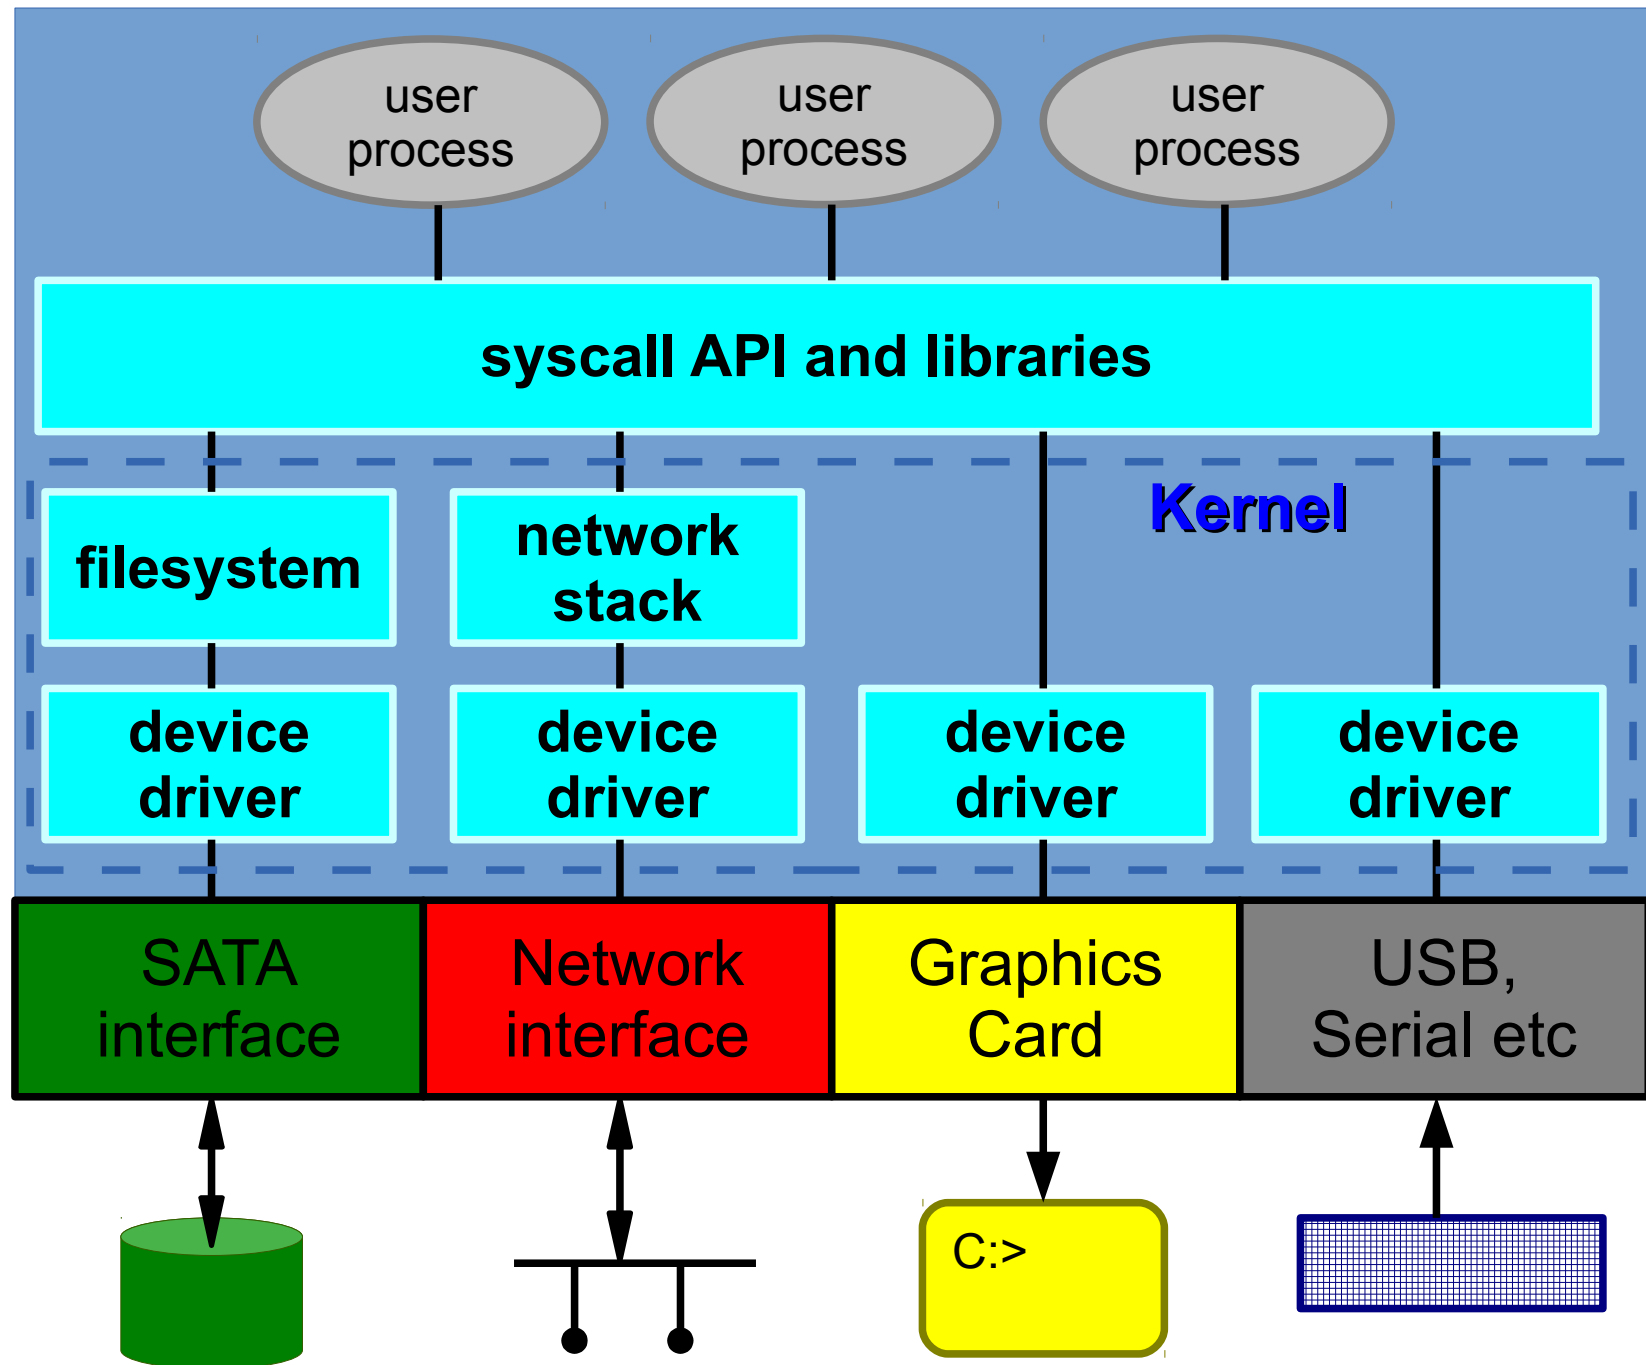 user
process
user
process
user
process
syscall API and libraries
Kernel
filesystem
network
stack
device
driver
device
driver
device
driver
device
driver
SATA
interface
Network
interface
Graphics
Card
USB,
Serial etc
C:>